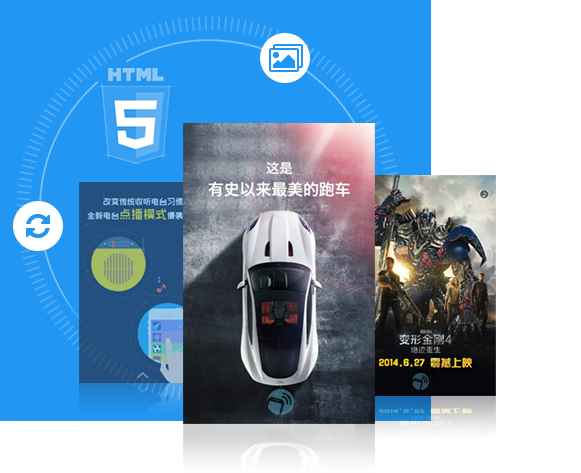 HTML
5
这是
有史以来最美的跑车
改变传统收听电台习惯
全新电台点播模式
变形金刚4
绝迹重生
2014.6.27 震撼上映